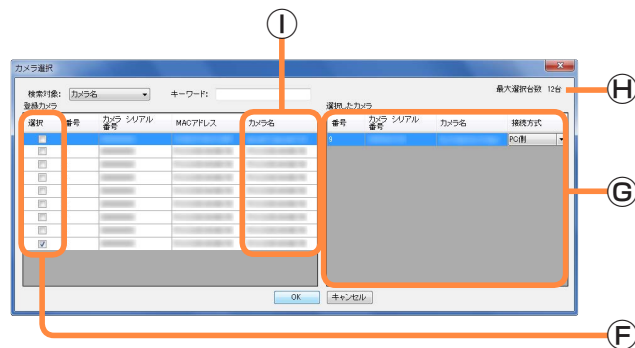 Ⓘ
カメラ選択
検索対象: カメラ名 キーワード: 最大選択台数 12台 Ⓗ
登録カメラ 選択したカメラ
選択 番号 カメラ シリアル番号 MACアドレス カメラ名 番号 カメラ シリアル番号 カメラ名 接続方式
9 PC側
Ⓖ
OK キャンセル
Ⓕ